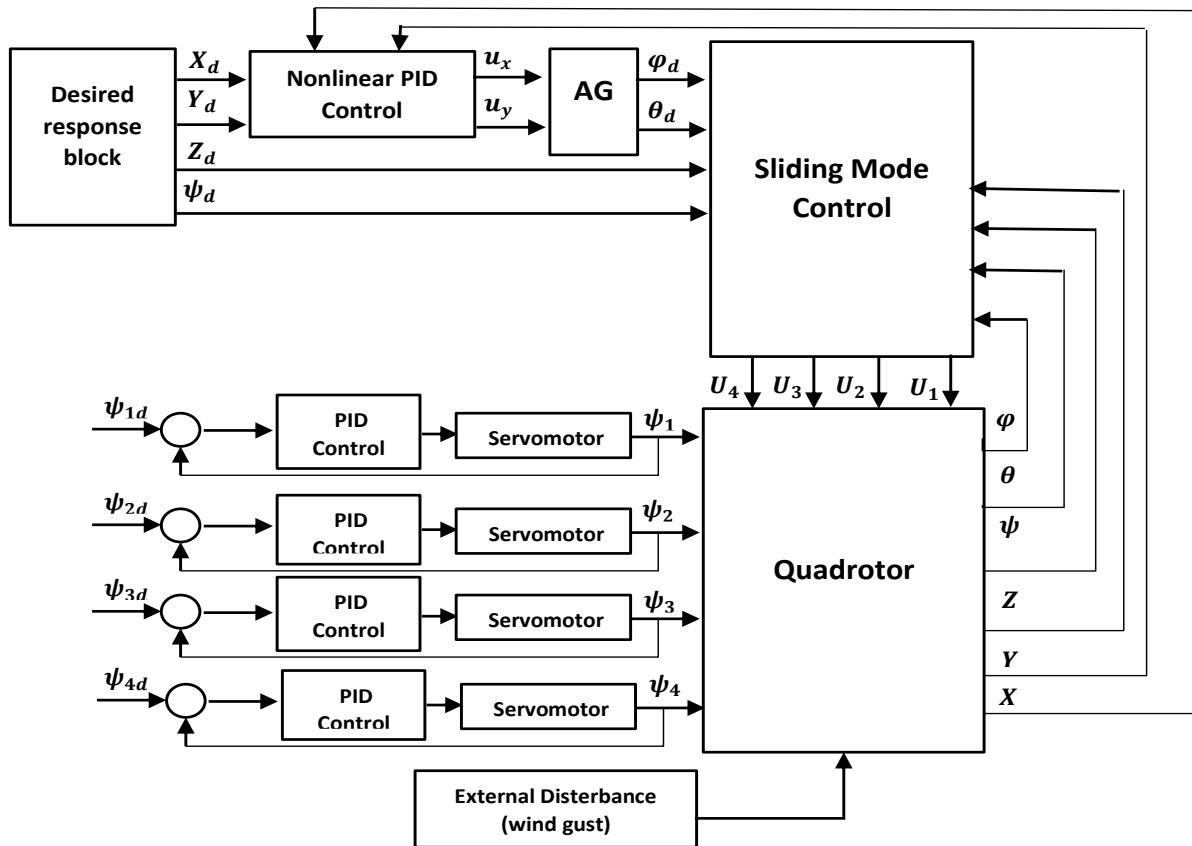 Desired
response
block
X_d
Y_d
Z_d
ψ_d
Nonlinear PID
Control
u_x
u_y
AG
φ_d
θ_d
Sliding Mode
Control
U_4 U_3 U_2 U_1
ψ_1d
PID
Control
Servomotor
ψ_1
ψ_2d
PID
Control
Servomotor
ψ_2
ψ_3d
PID
Control
Servomotor
ψ_3
ψ_4d
PID
Control
Servomotor
ψ_4
Quadrotor
φ
θ
ψ
Z
Y
X
External Disterbance
(wind gust)